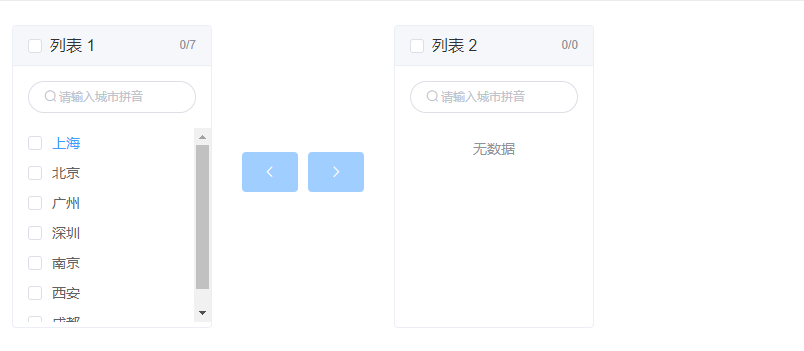 列表 1 0/7
请输入城市拼音
上海
北京
广州
深圳
南京
西安
成都
列表 2 0/0
请输入城市拼音
无数据